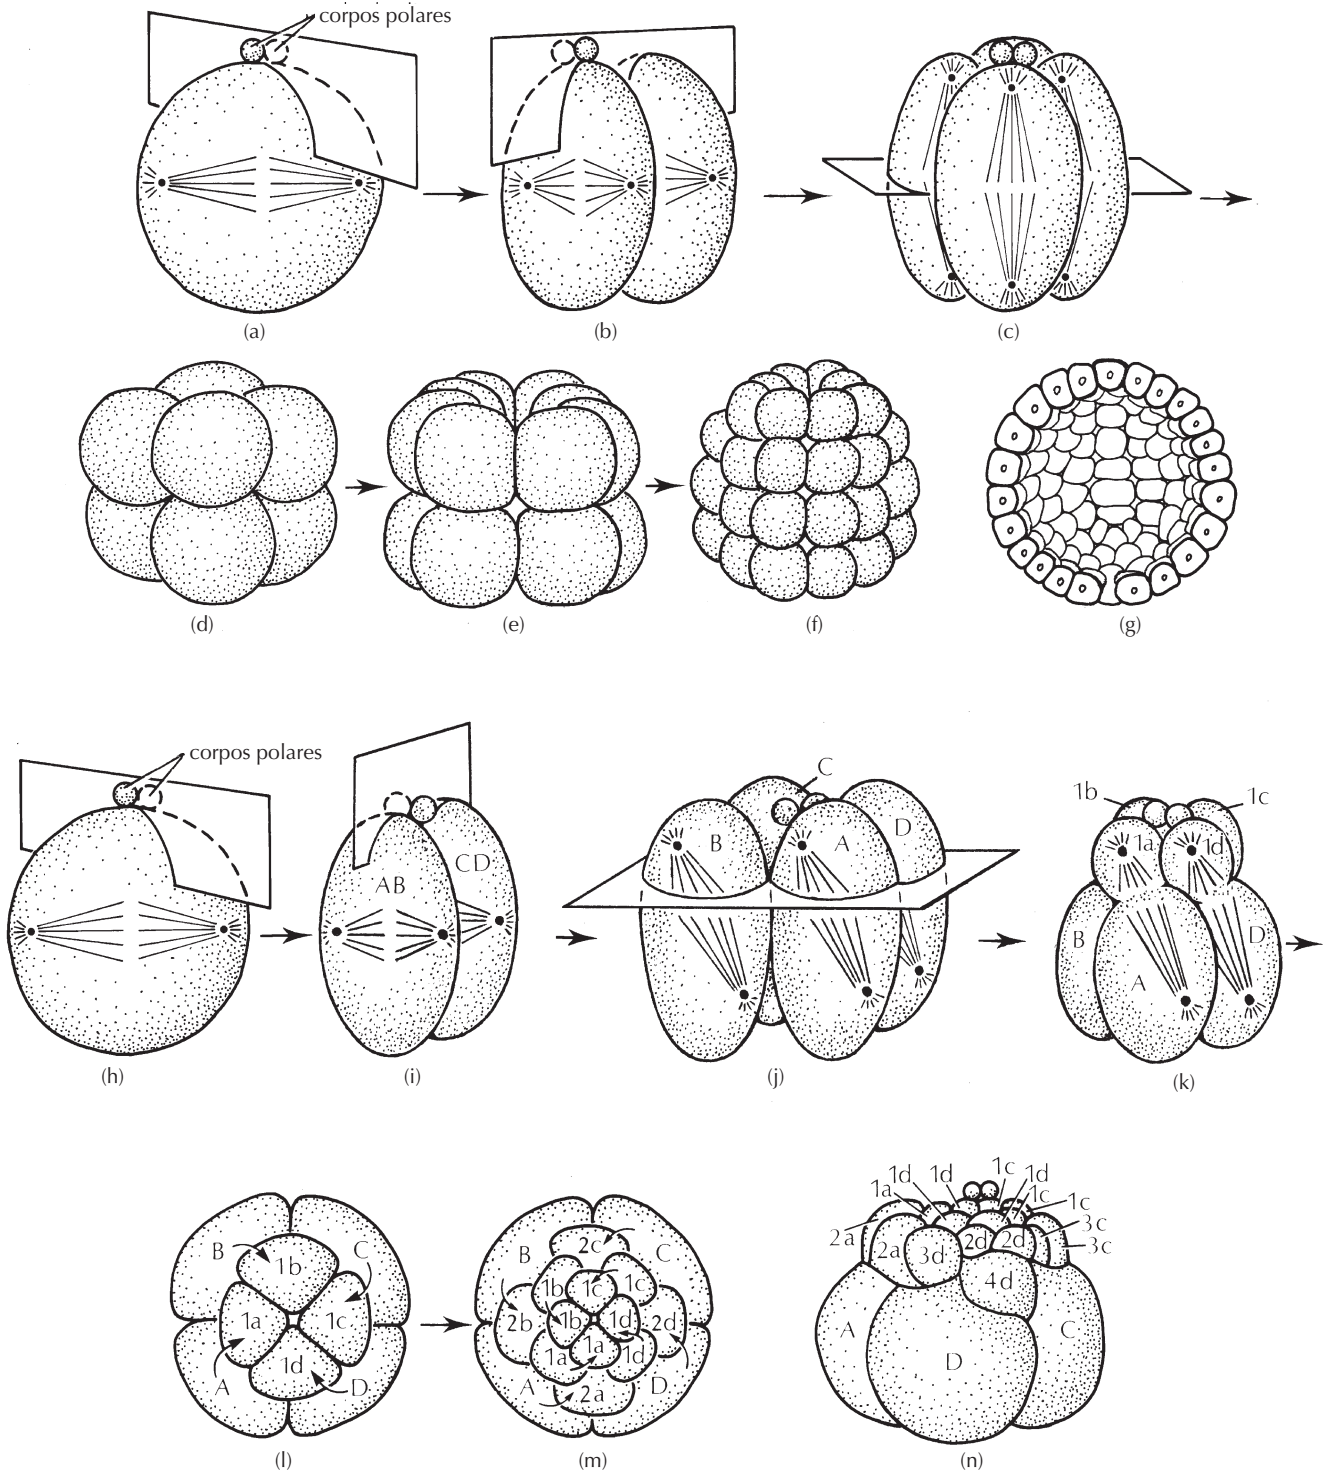 corpos polares
(a)
(b)
(c)
(d)
(e)
(f)
(g)
corpos polares
(h)
AB
CD
(i)
C
B
A
D
(j)
1b
1c
1a
1d
B
D
A
(k)
B
C
1b
1a
1c
1d
A
D
(l)
B
2c
C
1b
1c
1c
2b
1b
1d
2d
1a
1a
1d
A
2a
D
(m)
1c
1d
1d
1d
1a
1c
1c
3c
2a
2a
3d
2d
2d
3c
4d
A
C
D
(n)